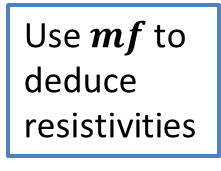 Use mf to
deduce
resistivities